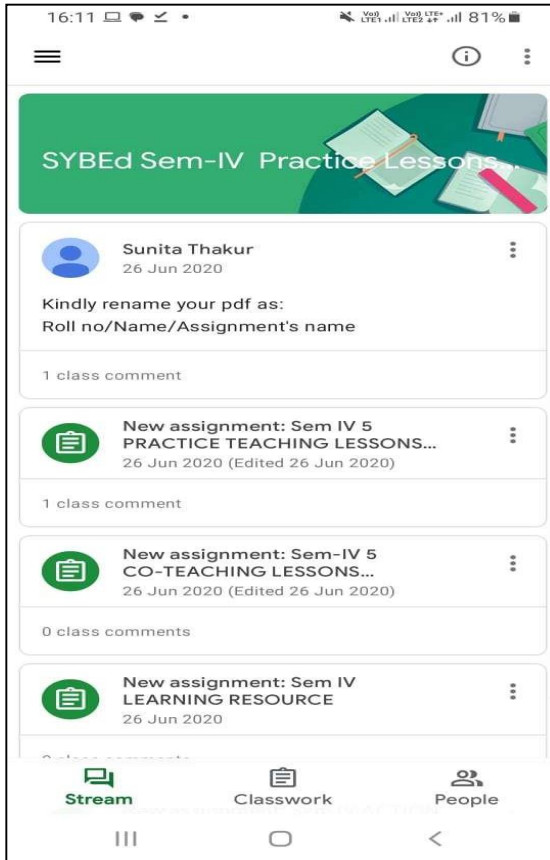 16:11
81%
SYBEd Sem-IV Practice Lessons...
Sunita Thakur
26 Jun 2020
Kindly rename your pdf as:
Roll no/Name/Assignment's name
1 class comment
New assignment: Sem IV 5
PRACTICE TEACHING LESSONS...
26 Jun 2020 (Edited 26 Jun 2020)
1 class comment
New assignment: Sem-IV 5
CO-TEACHING LESSONS...
26 Jun 2020 (Edited 26 Jun 2020)
0 class comments
New assignment: Sem IV
LEARNING RESOURCE
26 Jun 2020
Stream
Classwork
People